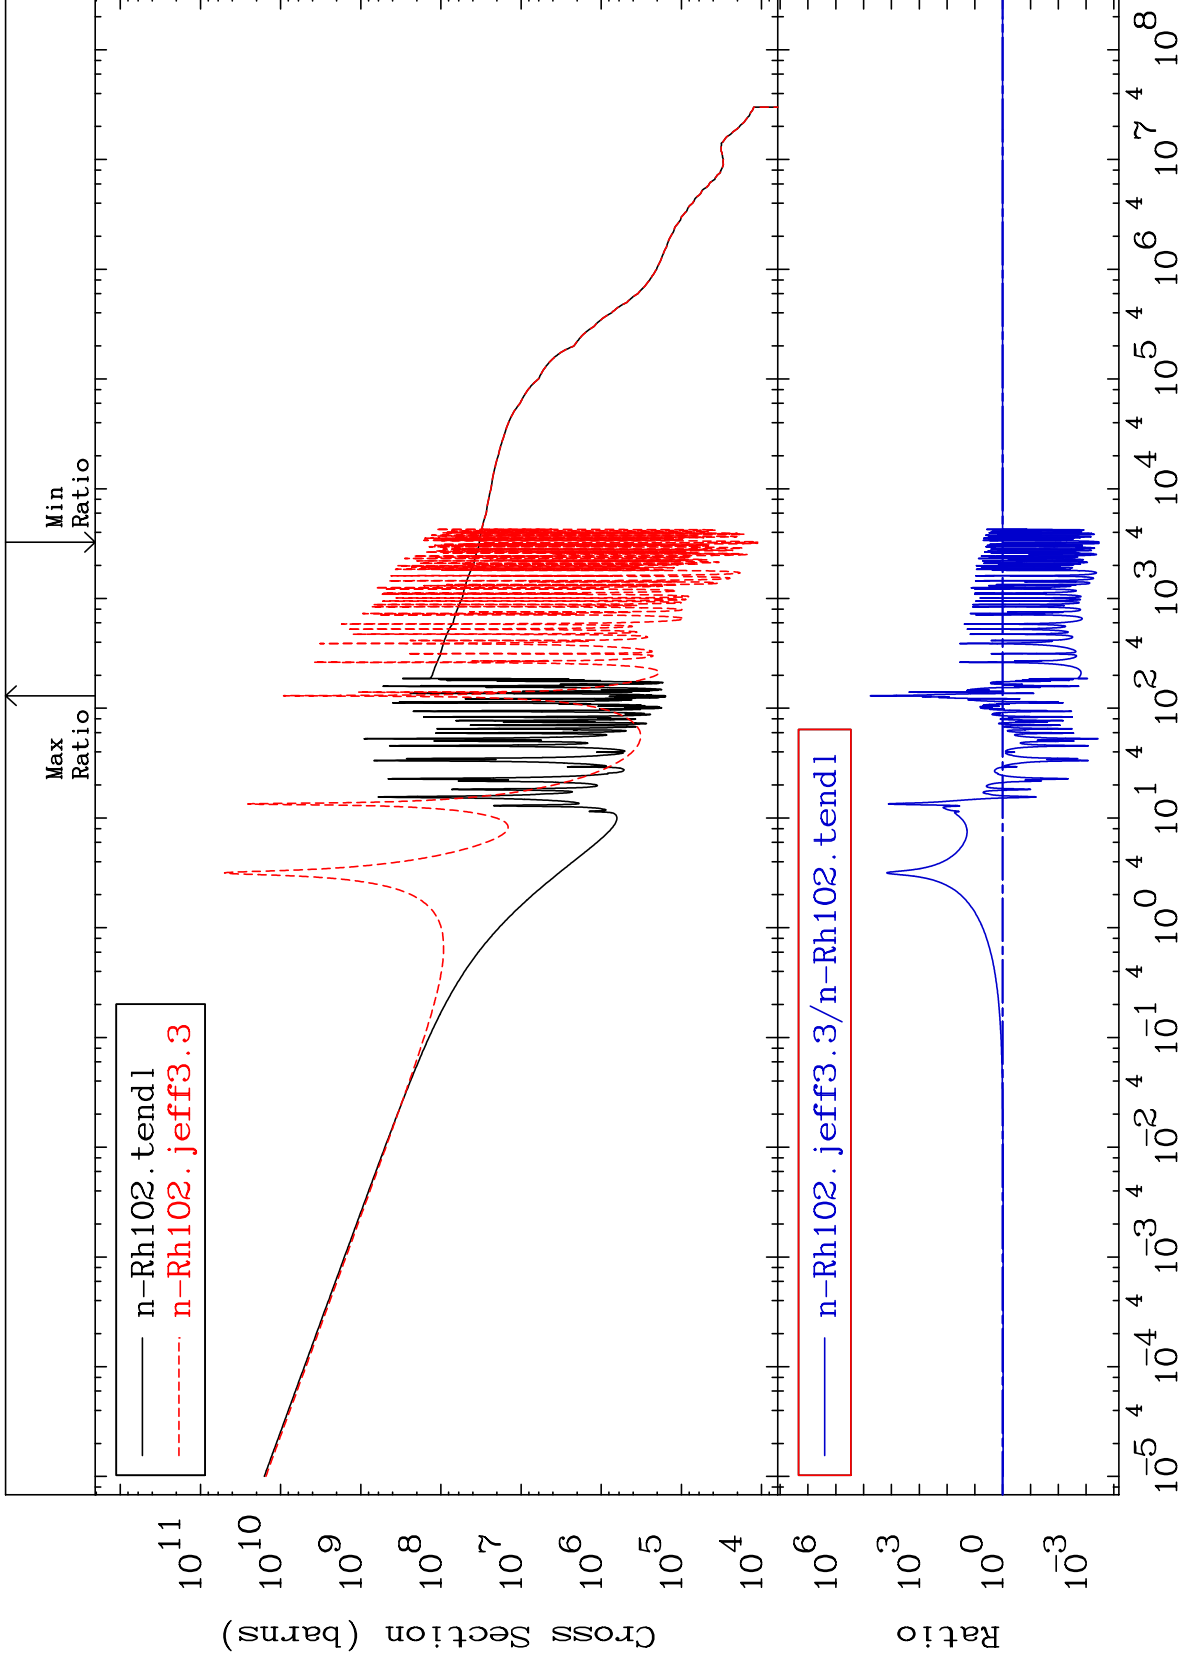 Max
Ratio
Min
Ratio
n-Rh102.tendl
n-Rh102.jeff3.3
Cross Section (barns)
10^11
10^10
10^9
10^8
10^7
10^6
10^5
10^4
n-Rh102.jeff3.3/n-Rh102.tendl
Ratio
10^6
10^3
10^0
10^-3
10^-5 4 10^-4 4 10^-3 4 10^-2 4 10^-1 4 10^0 4 10^1 4 10^2 4 10^3 4 10^4 4 10^5 4 10^6 4 10^7 4 10^8